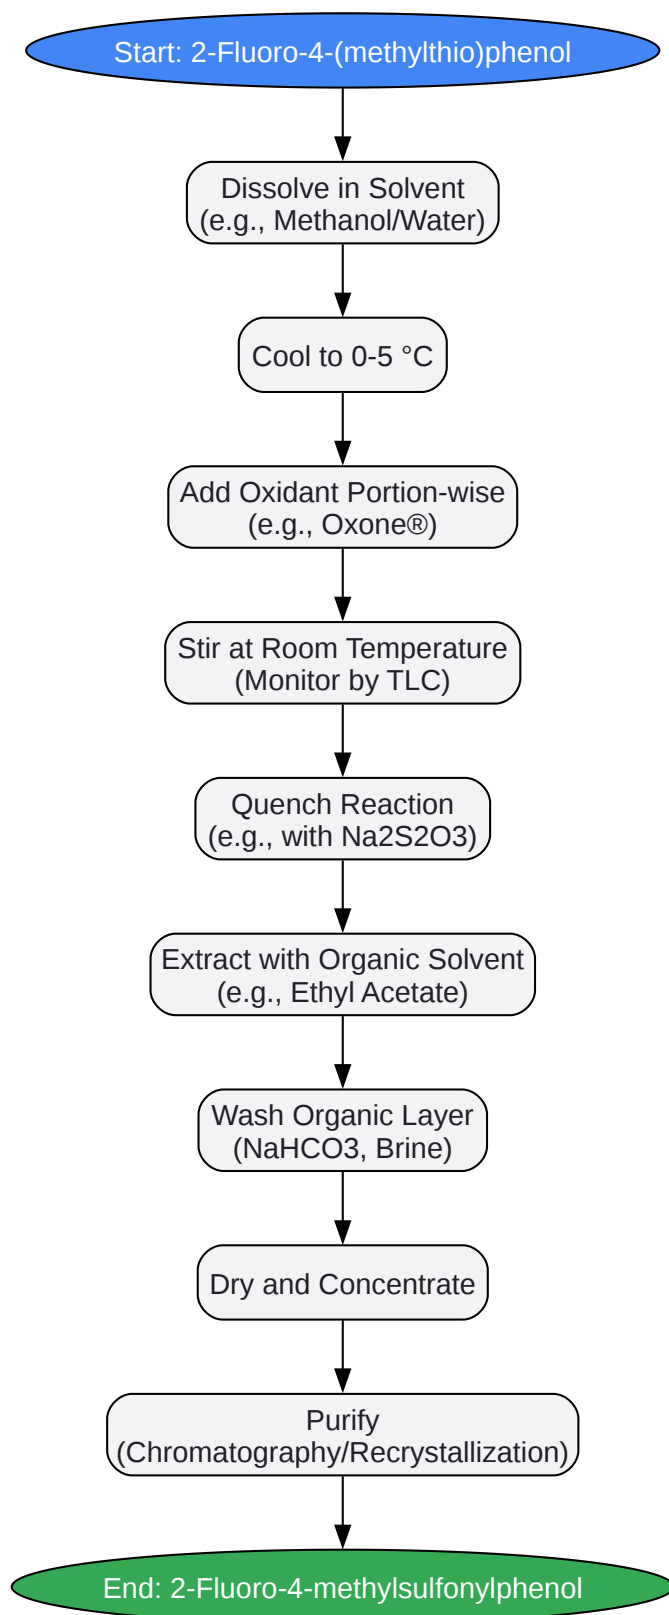 Start: 2-Fluoro-4-(methylthio)phenol
Dissolve in Solvent
(e.g., Methanol/Water)
Cool to 0-5 °C
Add Oxidant Portion-wise
(e.g., Oxone®)
Stir at Room Temperature
(Monitor by TLC)
Quench Reaction
(e.g., with Na2S2O3)
Extract with Organic Solvent
(e.g., Ethyl Acetate)
Wash Organic Layer
(NaHCO3, Brine)
Dry and Concentrate
Purify
(Chromatography/Recrystallization)
End: 2-Fluoro-4-methylsulfonylphenol